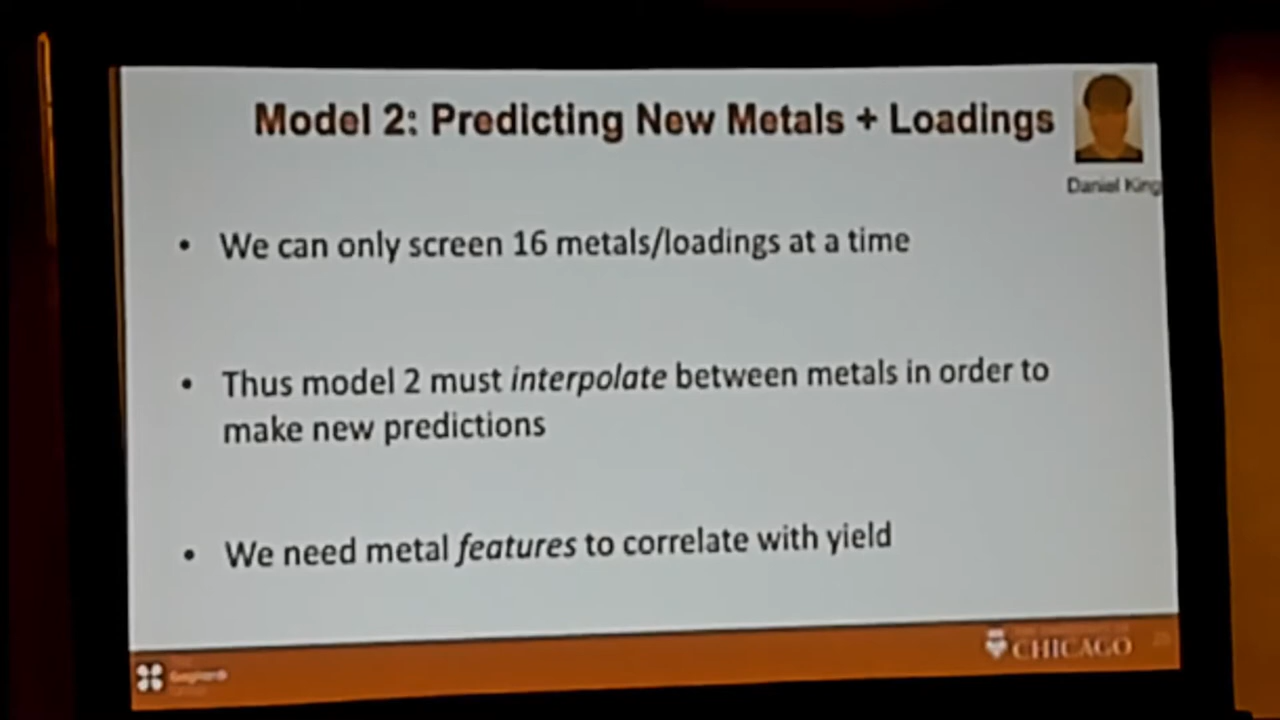 Model 2: Predicting New Metals + Loadings
Daniel King
• We can only screen 16 metals/loadings at a time
• Thus model 2 must interpolate between metals in order to
make new predictions
• We need metal features to correlate with yield
CHICAGO